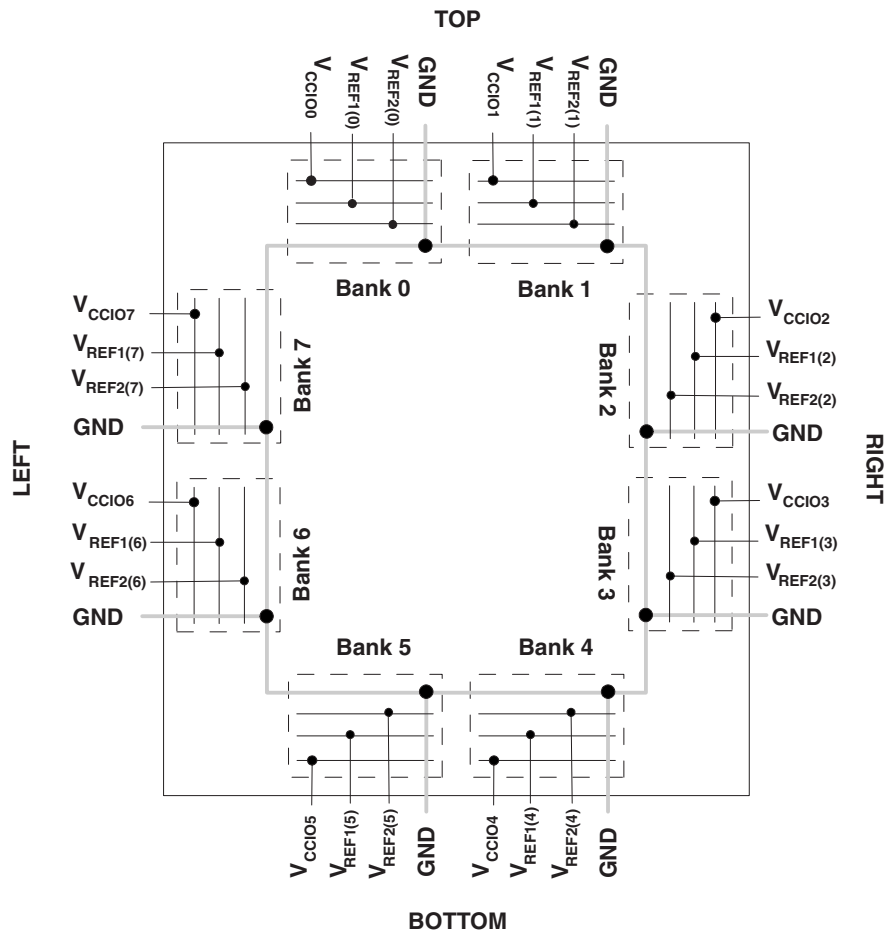 TOP
VCCIO0
VREF1(0)
VREF2(0)
GND
VCCIO1
VREF1(1)
VREF2(1)
GND
Bank 0
Bank 1
LEFT
VCCIO7
VREF1(7)
VREF2(7)
GND
Bank 7
VCCIO6
VREF1(6)
VREF2(6)
GND
Bank 6
Bank 2
VCCIO2
VREF1(2)
VREF2(2)
GND
Bank 3
VCCIO3
VREF1(3)
VREF2(3)
GND
RIGHT
Bank 5
Bank 4
VCCIO5
VREF1(5)
VREF2(5)
GND
VCCIO4
VREF1(4)
VREF2(4)
GND
BOTTOM